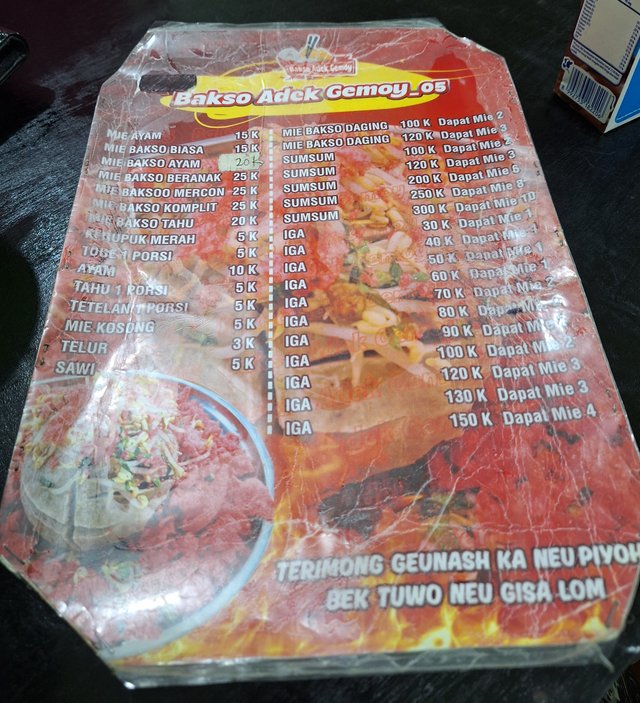 Bakso Adek Gemoy
Bakso Adek Gemoy_05
MIE AYAM 15 K
MIE BAKSO BIASA 15 K
MIE BAKSO AYAM 20K
MIE BAKSO BERANAK 25 K
MIE BAKSOO MERCON 25 K
MIE BAKSO KOMPLIT 25 K
MIE BAKSO TAHU 20 K
KERUPUK MERAH 5 K
TOGE 1 PORSI 5 K
AYAM 10 K
TAHU 1 PORSI 5 K
TETELAN 1 PORSI 5 K
MIE KOSONG 5 K
TELUR 3 K
SAWI 5 K
MIE BAKSO DAGING 100 K Dapat Mie 2
MIE BAKSO DAGING 120 K Dapat Mie 3
SUMSUM 100 K Dapat Mie 2
SUMSUM 120 K Dapat Mie 3
SUMSUM 200 K Dapat Mie 6
SUMSUM 250 K Dapat Mie 8
SUMSUM 300 K Dapat Mie 10
IGA 30 K Dapat Mie 1
IGA 40 K Dapat Mie 1
IGA 50 K Dapat Mie 1
IGA 60 K Dapat Mie 1
IGA 70 K Dapat Mie 2
IGA 80 K Dapat Mie
IGA 90 K Dapat Mie
IGA 100 K Dapat Mie 2
IGA 120 K Dapat Mie 3
IGA 130 K Dapat Mie 3
IGA 150 K Dapat Mie 4
TERIMONG GEUNASH KA NEU PIYOH
BEK TUWO NEU GISA LOM